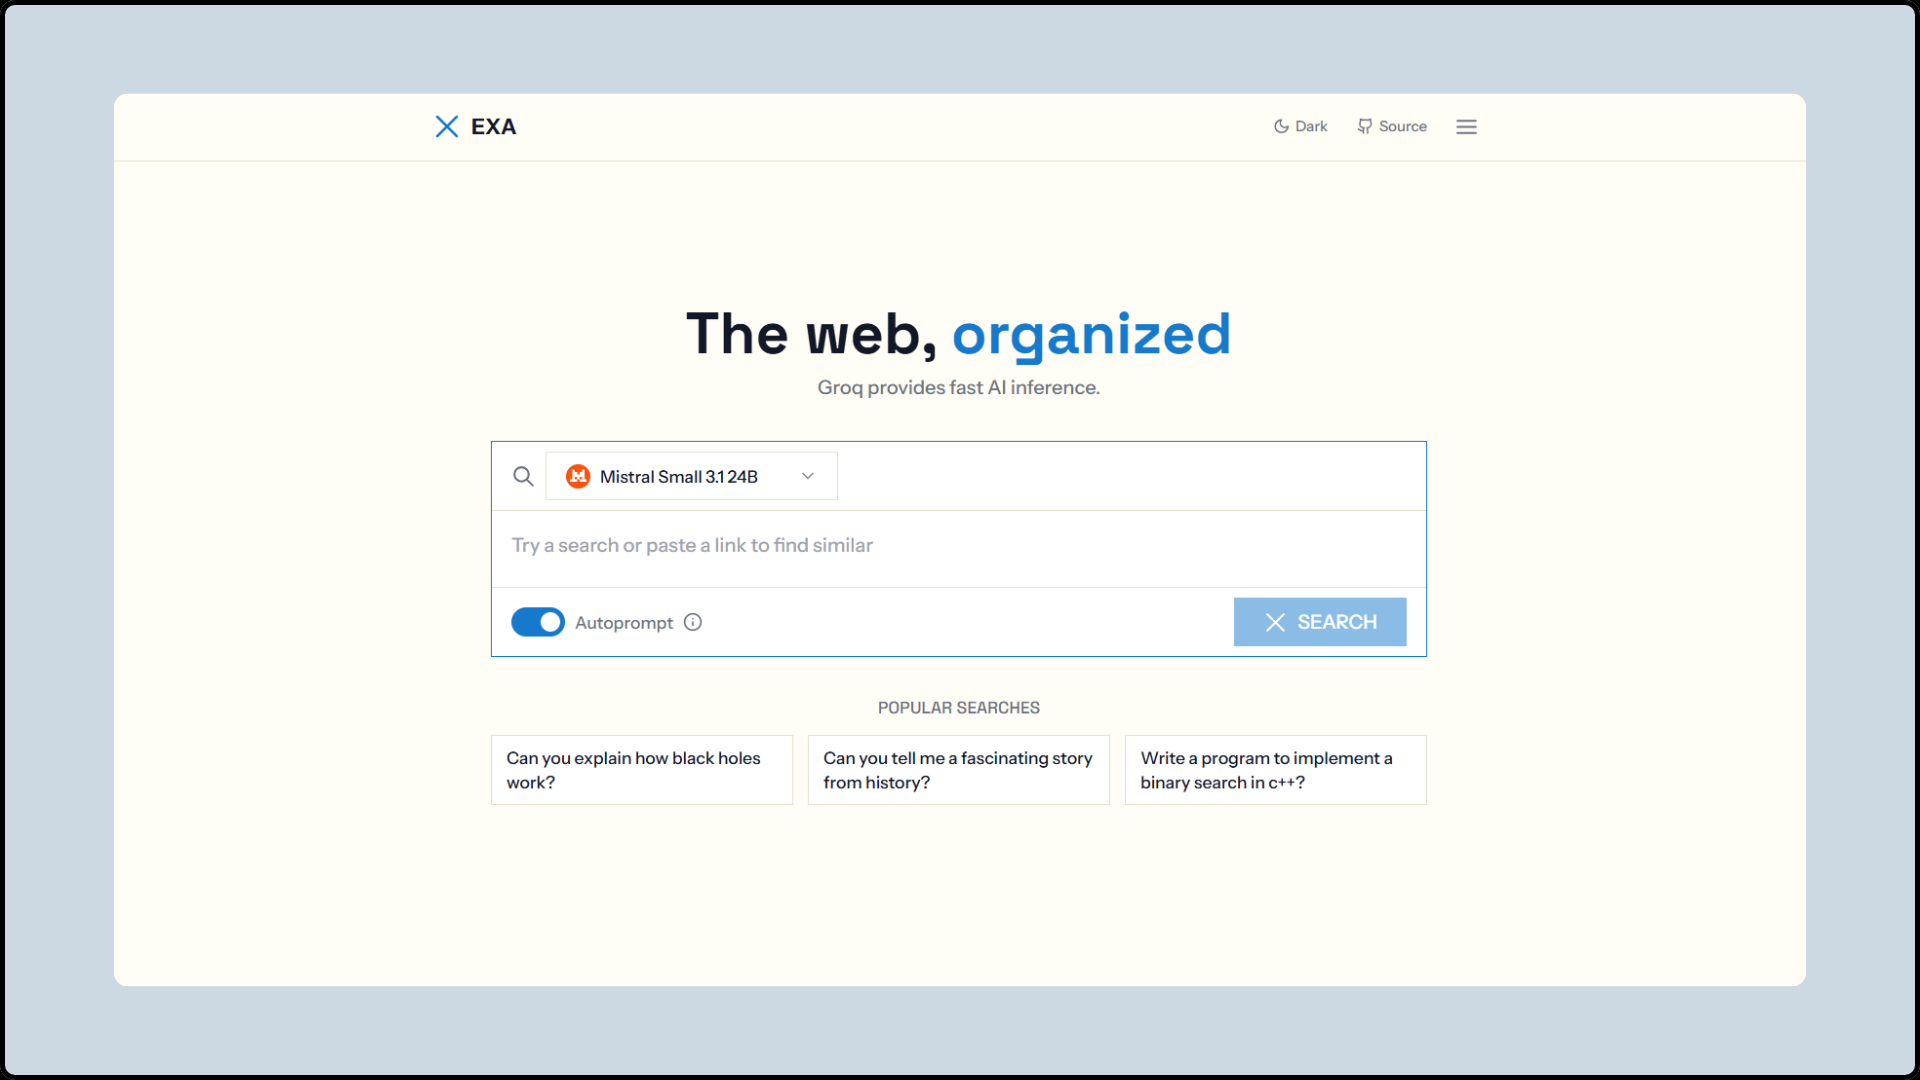 EXA
Dark
Source
The web, organized
Groq provides fast AI inference.
Mistral Small 3.1 24B
Try a search or paste a link to find similar
Autoprompt
SEARCH
POPULAR SEARCHES
Can you explain how black holes
work?
Can you tell me a fascinating story
from history?
Write a program to implement a
binary search in c++?